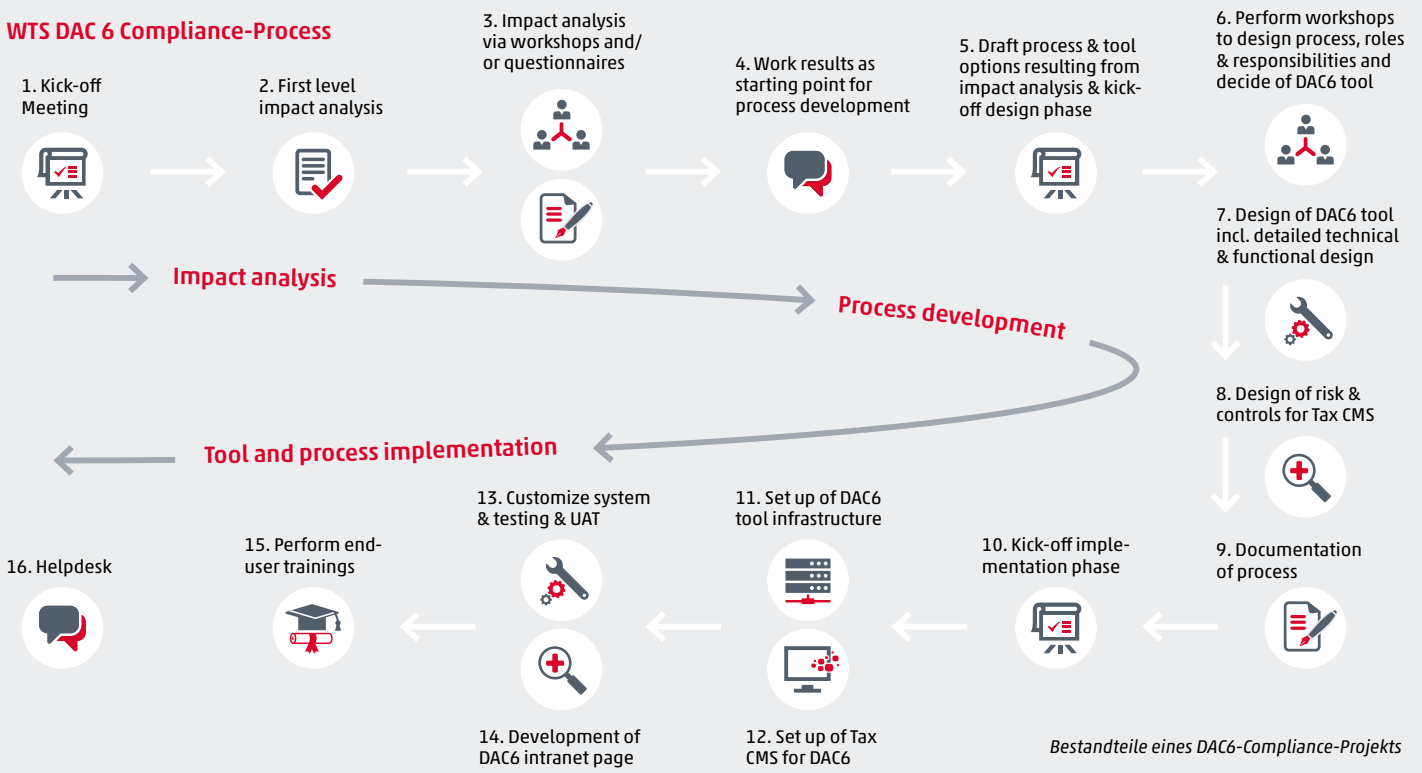 WTS DAC 6 Compliance-Process
1. Kick-off
Meeting
2. First level
impact analysis
3. Impact analysis
via workshops and/
or questionnaires
4. Work results as
starting point for
process development
5. Draft process & tool
options resulting from
impact analysis & kick-
off design phase
6. Perform workshops
to design process, roles
& responsibilities and
decide of DAC6 tool
7. Design of DAC6 tool
incl. detailed technical
& functional design
8. Design of risk &
controls for Tax CMS
9. Documentation
of process
Impact analysis
Process development
Tool and process implementation
10. Kick-off imple-
mentation phase
11. Set up of DAC6
tool infrastructure
12. Set up of Tax
CMS for DAC6
13. Customize system
& testing & UAT
14. Development of
DAC6 intranet page
15. Perform end-
user trainings
16. Helpdesk
Bestandteile eines DAC6-Compliance-Projekts